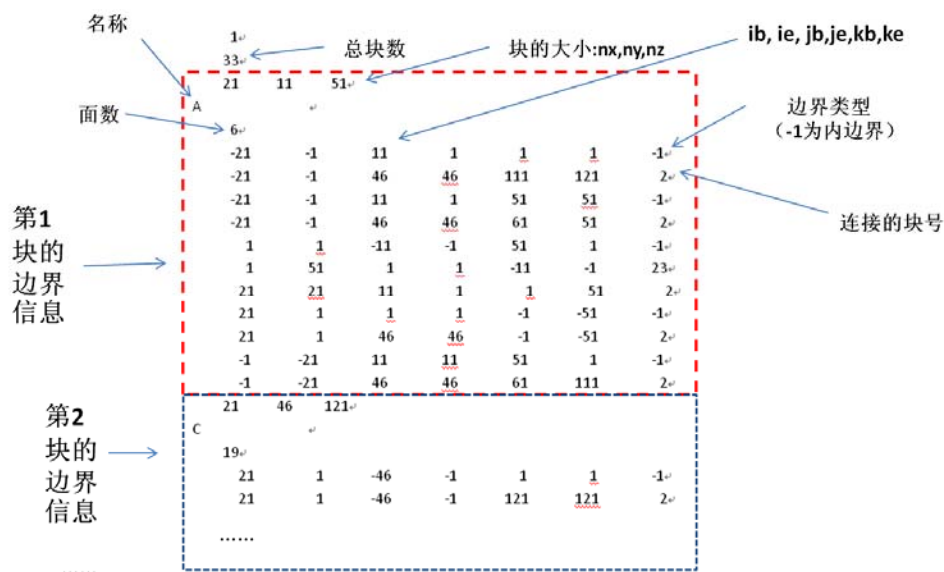 名称
1
33
总块数
块的大小:nx,ny,nz
ib, ie, jb,je,kb,ke
21 11 51
A
面数
6
边界类型
（-1为内边界）
-21 -1 11 1 1 1 -1
-21 -1 46 46 111 121 2
-21 -1 11 1 51 51 -1
-21 -1 46 46 61 51 2
连接的块号
第1
块的
边界
信息
1 1 -11 -1 51 1 -1
1 51 1 1 -11 -1 23
21 21 11 1 1 51 2
21 1 1 1 -1 -51 -1
21 1 46 46 -1 -51 2
-1 -21 11 11 51 1 -1
-1 -21 46 46 61 111 2
第2
块的
边界
信息
21 46 121
C
19
21 1 -46 -1 1 1 -1
21 1 -46 -1 121 121 2
……